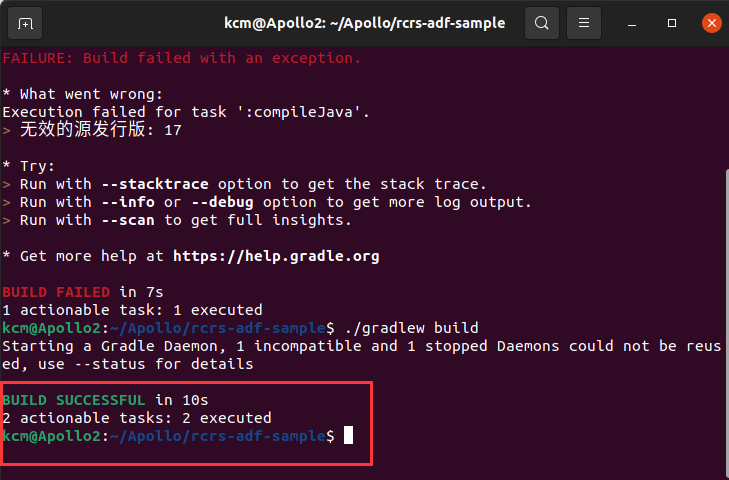 kcm@Apollo2: ~/Apollo/rcrs-adf-sample
FAILURE: Build failed with an exception.
* What went wrong:
Execution failed for task ':compileJava'.
> 无效的源发行版: 17
* Try:
> Run with --stacktrace option to get the stack trace.
> Run with --info or --debug option to get more log output.
> Run with --scan to get full insights.
* Get more help at https://help.gradle.org
BUILD FAILED in 7s
1 actionable task: 1 executed
kcm@Apollo2:~/Apollo/rcrs-adf-sample$ ./gradlew build
Starting a Gradle Daemon, 1 incompatible and 1 stopped Daemons could not be reus
ed, use --status for details
BUILD SUCCESSFUL in 10s
2 actionable tasks: 2 executed
kcm@Apollo2:~/Apollo/rcrs-adf-sample$